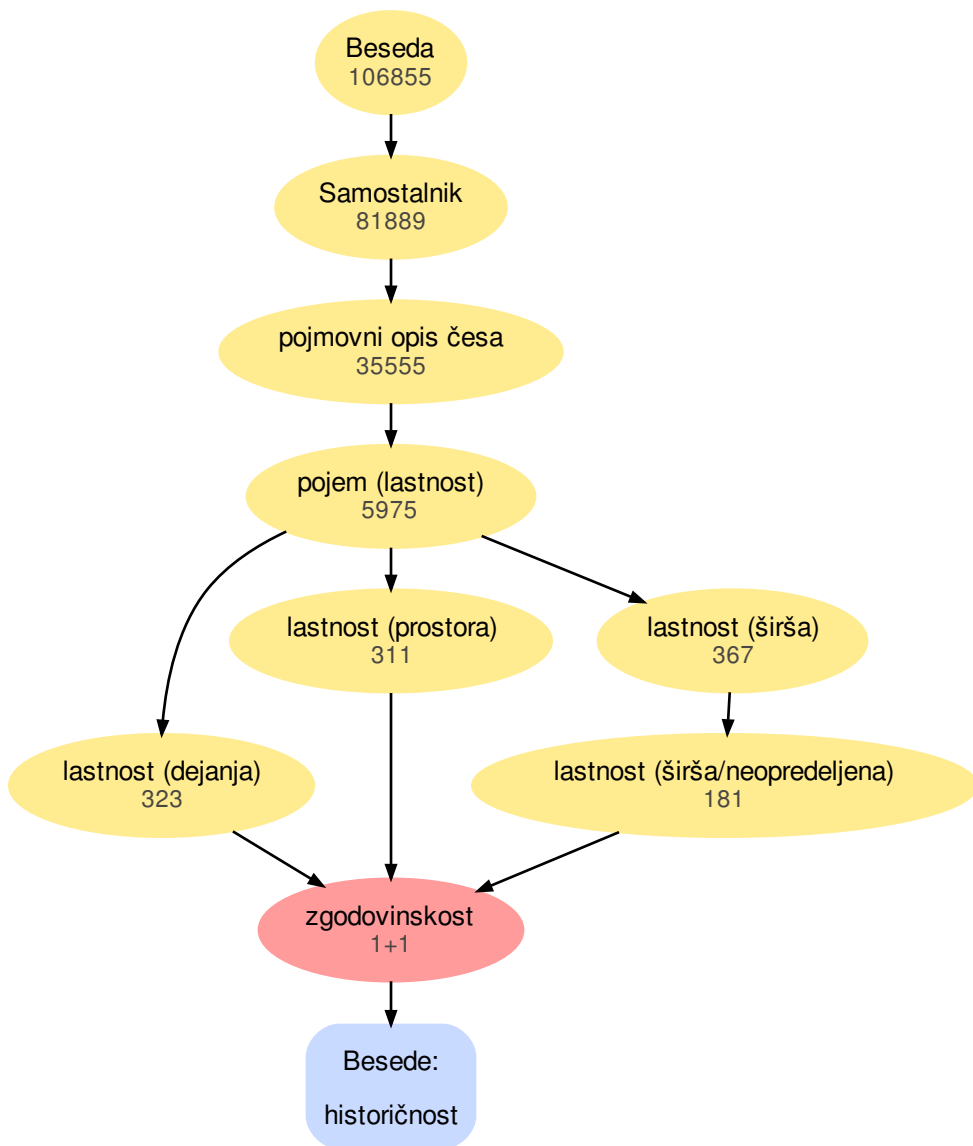 Beseda
106855
Samostalnik
81889
pojmovni opis česa
35555
pojem (lastnost)
5975
lastnost (prostora)
311
lastnost (širša)
367
lastnost (dejanja)
323
lastnost (širša/neopredeljena)
181
zgodovinskost
1+1
Besede:
historičnost